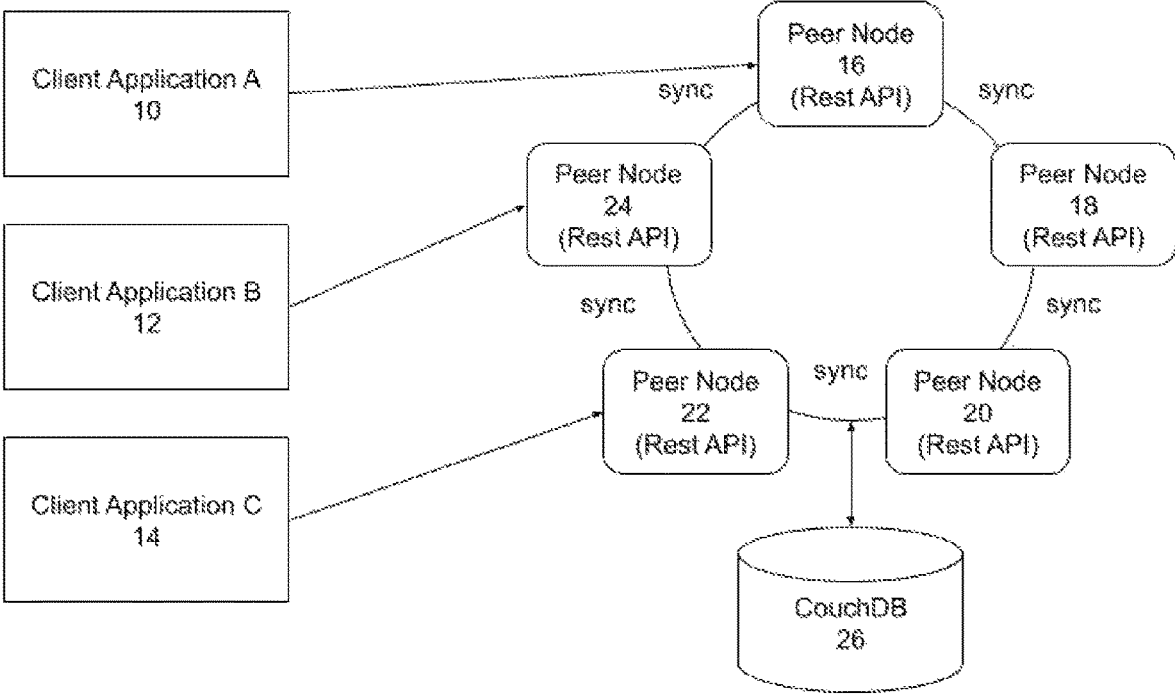 Client Application A
10
Client Application B
12
Client Application C
14
Peer Node
16
(Rest API)
sync
sync
Peer Node
24
(Rest API)
Peer Node
18
(Rest API)
sync
sync
Peer Node
22
(Rest API)
sync
Peer Node
20
(Rest API)
CouchDB
26